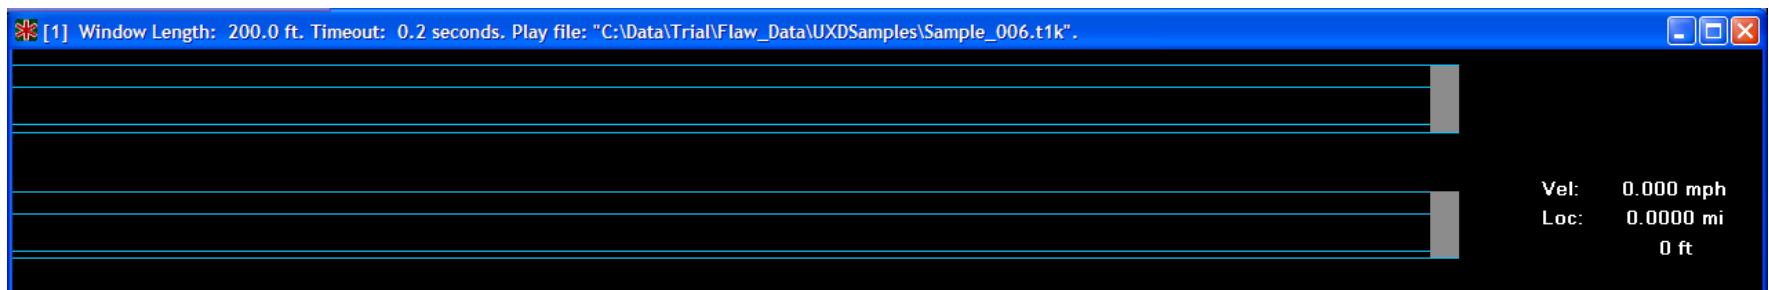 [1] Window Length: 200.0 ft. Timeout: 0.2 seconds. Play file: "C:\Data\Trial\Flaw_Data\UXDSamples\Sample_006.t1k".
Vel: 0.000 mph
Loc: 0.0000 mi
0 ft